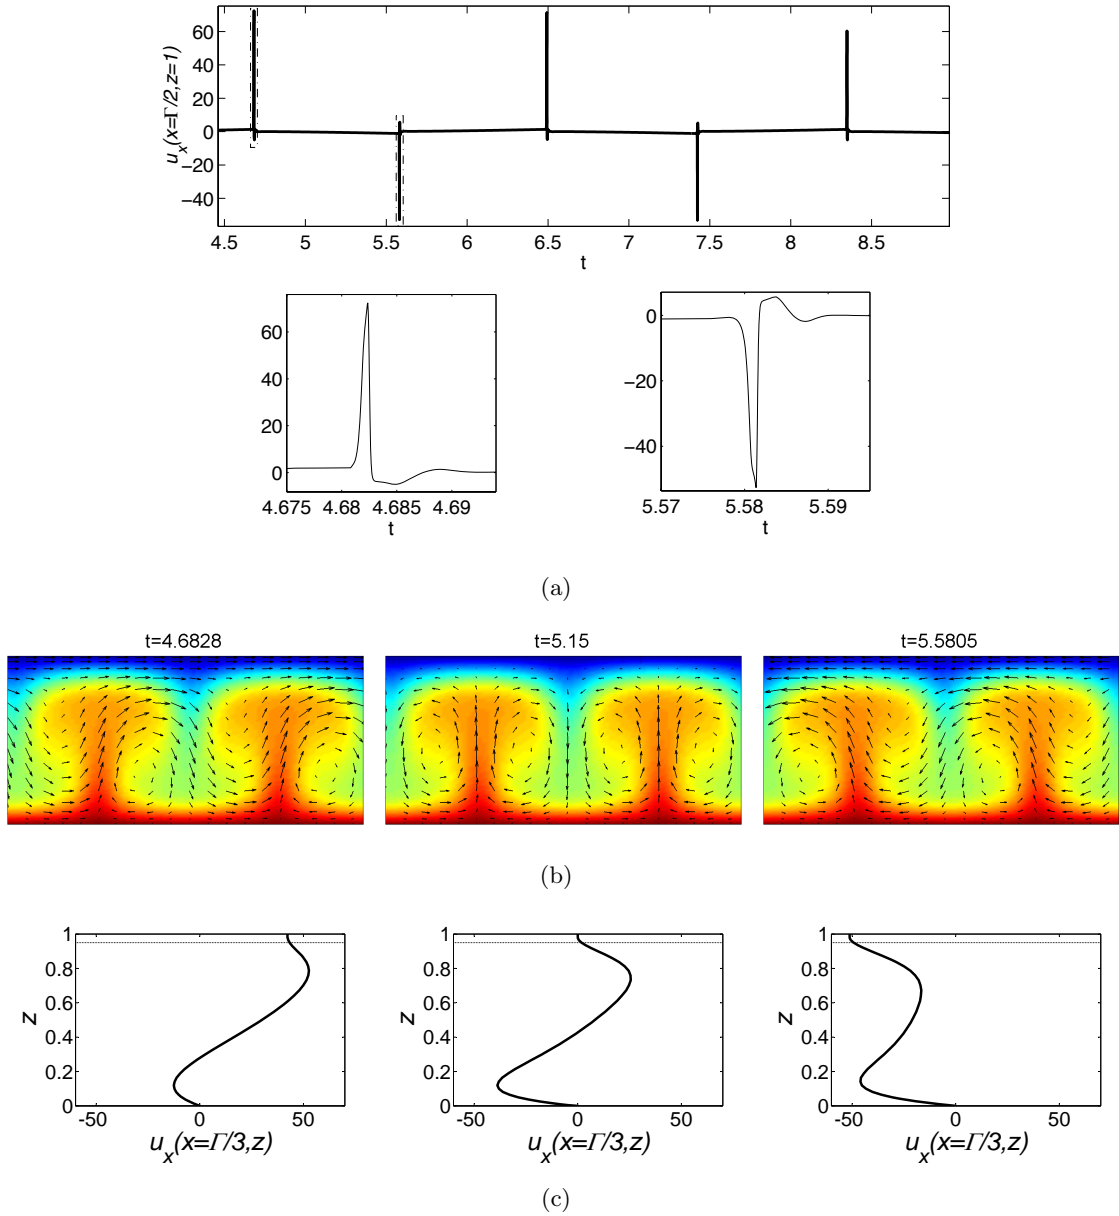 u_x(x=Γ/2,z=1)
60
40
20
0
−20
−40
4.5 5 5.5 6 6.5 7 7.5 8 8.5
t
60
40
20
0
4.675 4.68 4.685 4.69
t
0
−20
−40
5.57 5.58 5.59
t
(a)
t=4.6828 t=5.15 t=5.5805
(b)
z
1
0.8
0.6
0.4
0.2
0
-50 0 50
u_x(x=Γ/3,z)
z
1
0.8
0.6
0.4
0.2
0
-50 0 50
u_x(x=Γ/3,z)
z
1
0.8
0.6
0.4
0.2
0
-50 0 50
u_x(x=Γ/3,z)
(c)